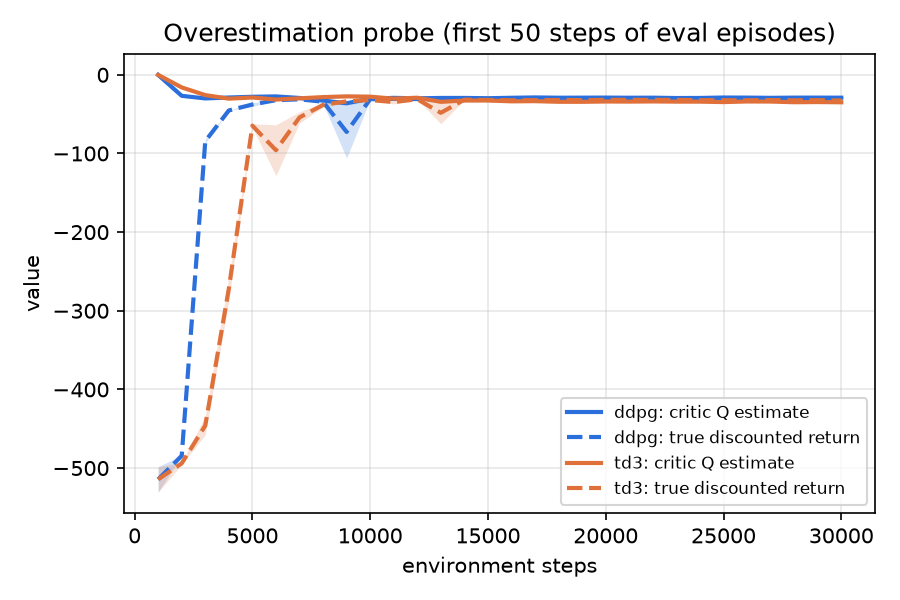 Overestimation probe (first 50 steps of eval episodes)
value
0
−100
−200
−300
−400
−500
ddpg: critic Q estimate
ddpg: true discounted return
td3: critic Q estimate
td3: true discounted return
0 5000 10000 15000 20000 25000 30000
environment steps